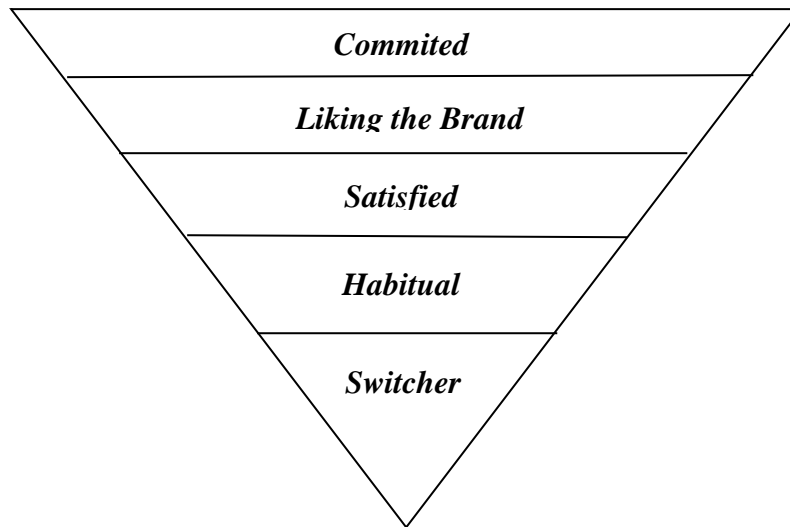 Commited
Liking the Brand
Satisfied
Habitual
Switcher